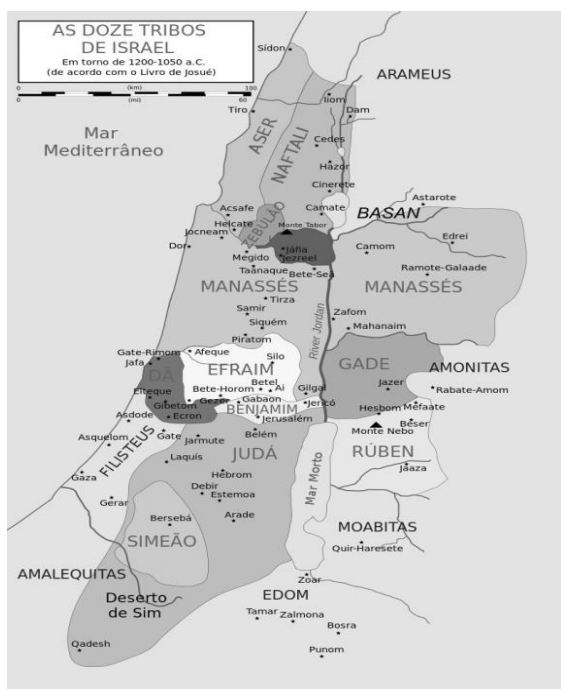 AS DOZE TRIBOS
DE ISRAEL
Em torno de 1200-1050 a.C.
(de acordo com o Livro de Josué)
0 (km) 100
0 (mi) 60
Sídon
ARAMEUS
Iiom
Tiro
Dam
Mar
Mediterrâneo
ASER
NAFTALI
Cedes
Hazor
Cinerete
Camate
Astarote
BASAN
Acsafe
Helcate
ZEBULÃO
Monte Tabor
Jocneam
Edrei
Dor
Megido
Jáfia
Jezreel
Camom
Taanaque
Bete-Seã
Ramote-Galaade
MANASSÉS
MANASSÉS
Tirza
Samir
Siquém
Zafom
Mahanaim
River Jordan
Piratom
Gate-Rimom
Afeque
Jafa
Silo
DÃ
EFRAIM
GADE
AMONITAS
Elteque
Bete-Horom
Betel
Ai
Gilgal
Jazer
Rabate-Amom
Gibetom
Gezer
Gabaon
Jericó
Mefaate
BENJAMIM
Hesbom
Asdode
Ecron
Jerusalém
Beser
Monte Nebo
Asquelom
FILISTEUS
Gate
Jarmute
Belém
RÚBEN
Laquis
JUDÁ
Jaaza
Gaza
Hebrom
Debir
Estemoa
Mar Morto
Gerar
Bersebá
Arade
MOABITAS
SIMEÃO
Quir-Haresete
AMALEQUITAS
Zoar
Deserto
de Sim
EDOM
Tamar
Zalmona
Bosra
Qadesh
Punom